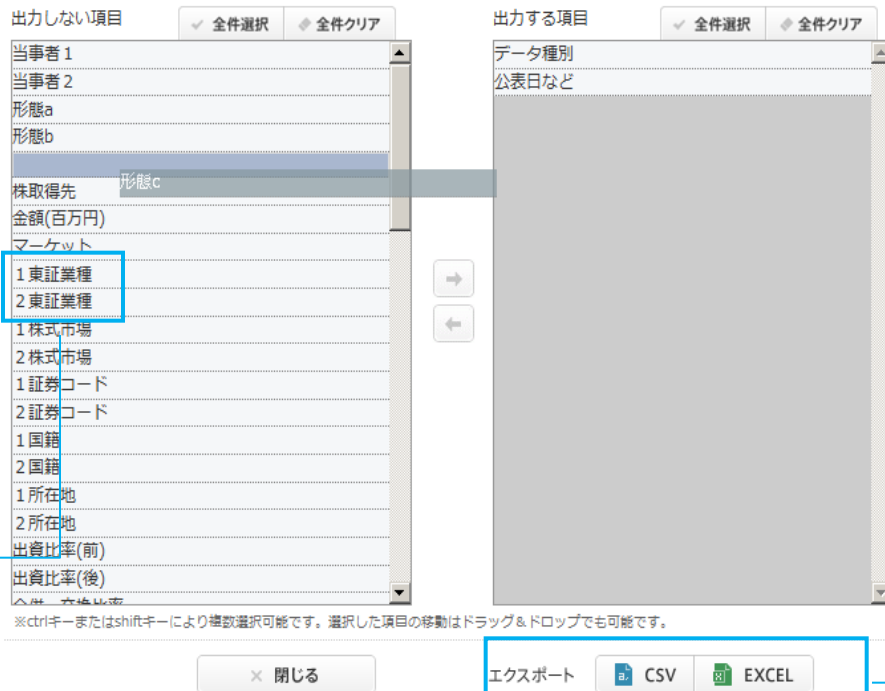 出力しない項目
全件選択
全件クリア
当事者1
当事者2
形態a
形態b
形態c
株取得先
金額(百万円)
マーケット
1東証業種
2東証業種
1株式市場
2株式市場
1証券コード
2証券コード
1国籍
2国籍
1所在地
2所在地
出資比率(前)
出資比率(後)
合併、交換比率
出力する項目
全件選択
全件クリア
データ種別
公表日など
※ctrlキーまたはshiftキーにより複数選択可能です。選択した項目の移動はドラッグ＆ドロップでも可能です。
閉じる
エクスポート
CSV
EXCEL